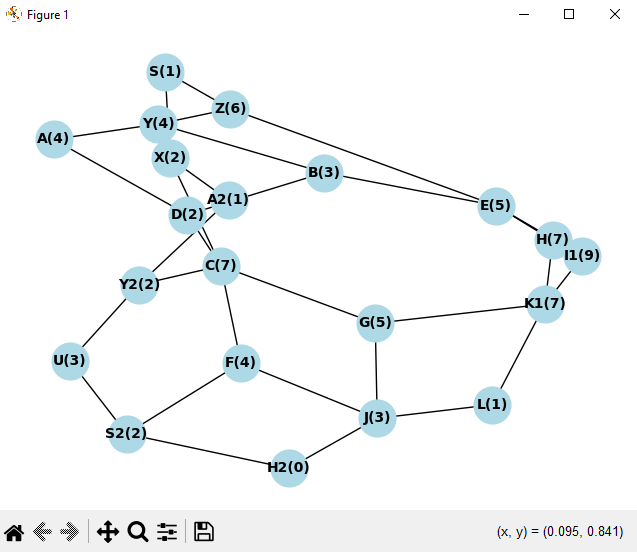 Figure 1
S(1)
Z(6)
Y(4)
A(4)
X(2)
B(3)
A2(1)
E(5)
D(2)
H(7)
I1(9)
C(7)
Y2(2)
K1(7)
G(5)
U(3)
F(4)
L(1)
J(3)
S2(2)
H2(0)
(x, y) = (0.095, 0.841)